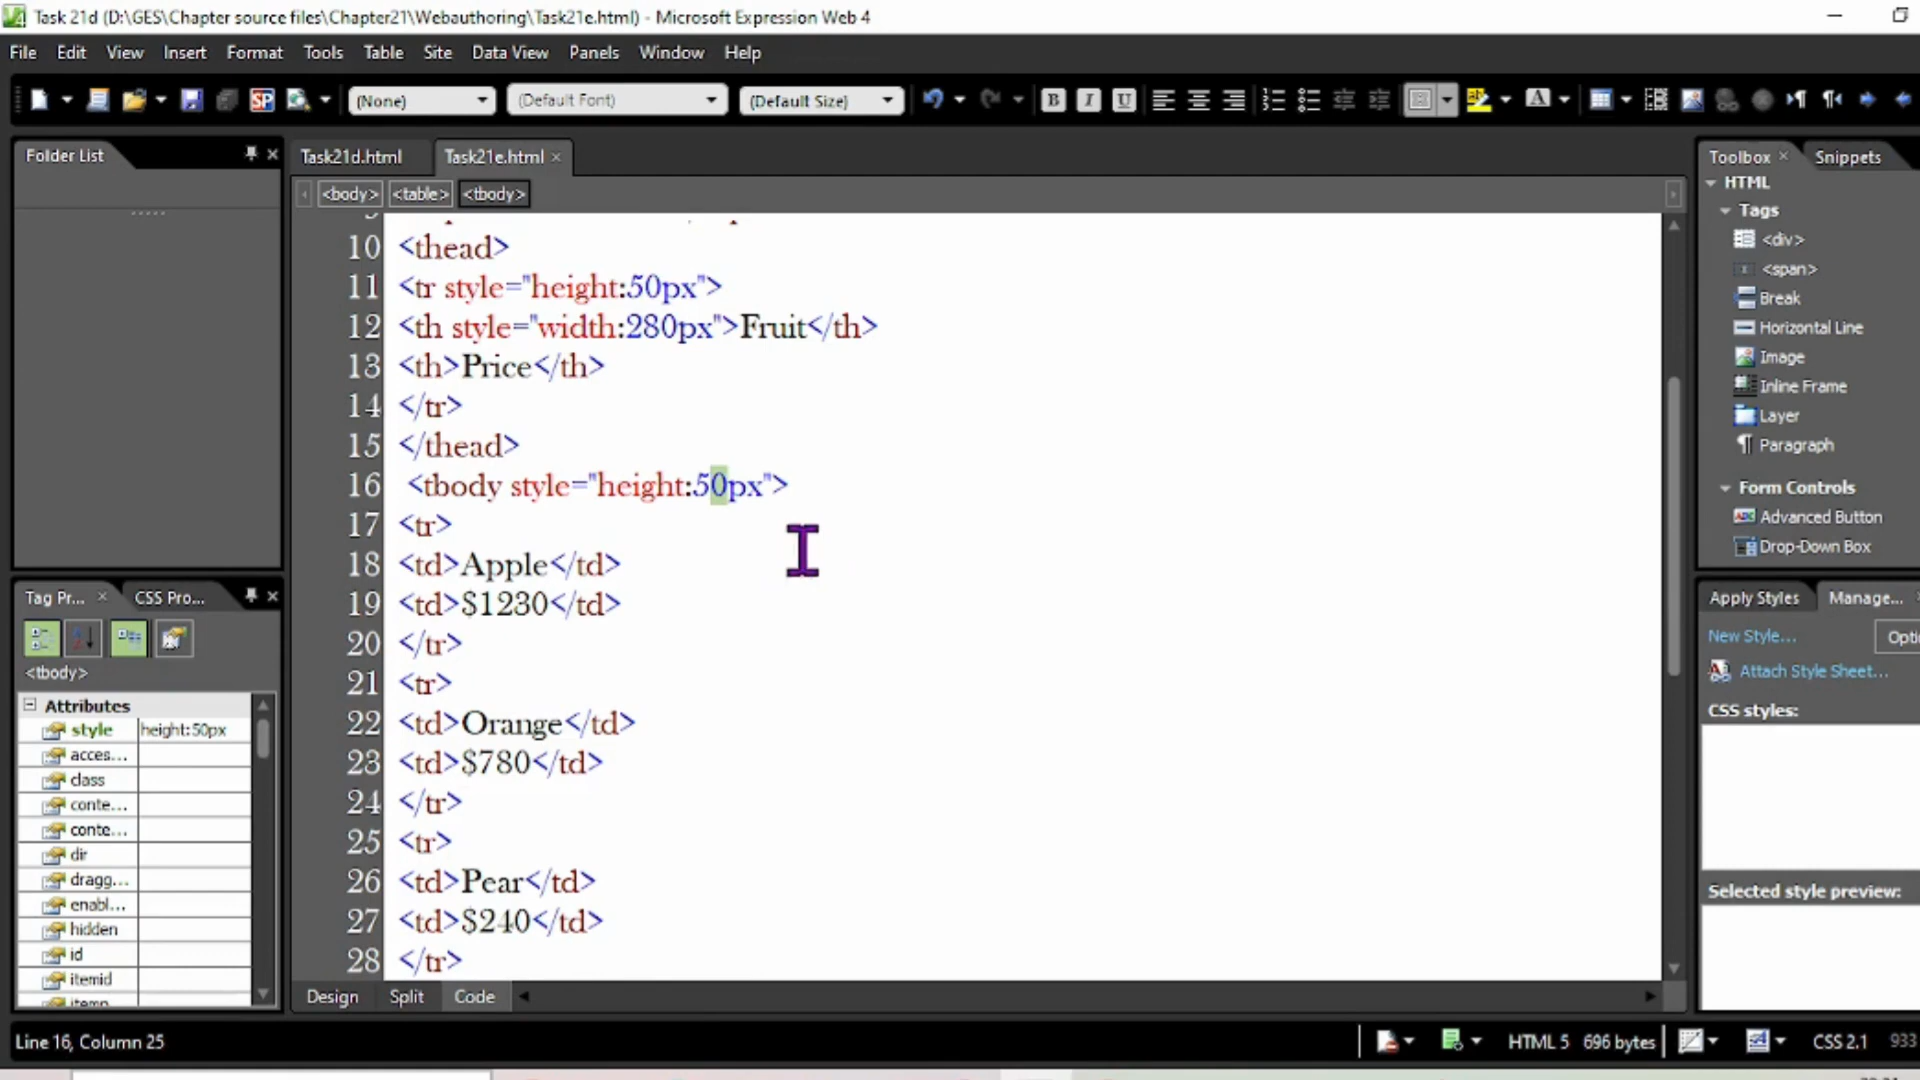 Task 21d (D:\GES\Chapter source files\Chapter21\Webauthoring\Task21e.html) - Microsoft Expression Web 4
File Edit View Insert Format Tools Table Site Data View Panels Window Help
(None) (Default Font) (Default Size)
Folder List
Task21d.html Task21e.html
<body> <table> <tbody>
10 <thead>
11 <tr style="height:50px">
12 <th style="width:280px">Fruit</th>
13 <th>Price</th>
14 </tr>
15 </thead>
16 <tbody style="height:50px">
17 <tr>
18 <td>Apple</td>
19 <td>$1230</td>
20 </tr>
21 <tr>
22 <td>Orange</td>
23 <td>$780</td>
24 </tr>
25 <tr>
26 <td>Pear</td>
27 <td>$240</td>
28 </tr>
Design Split Code
Tag Pr... CSS Pro...
<tbody>
Attributes
style height:50px
acces...
class
conte...
conte...
dir
dragg...
enabl...
hidden
id
itemid
itemp
Toolbox Snippets
HTML
Tags
<div>
<span>
Break
Horizontal Line
Image
Inline Frame
Layer
Paragraph
Form Controls
Advanced Button
Drop-Down Box
Apply Styles Manage...
New Style... Opti
Attach Style Sheet...
CSS styles:
Selected style preview:
Line 16, Column 25
HTML 5 696 bytes CSS 2.1 933